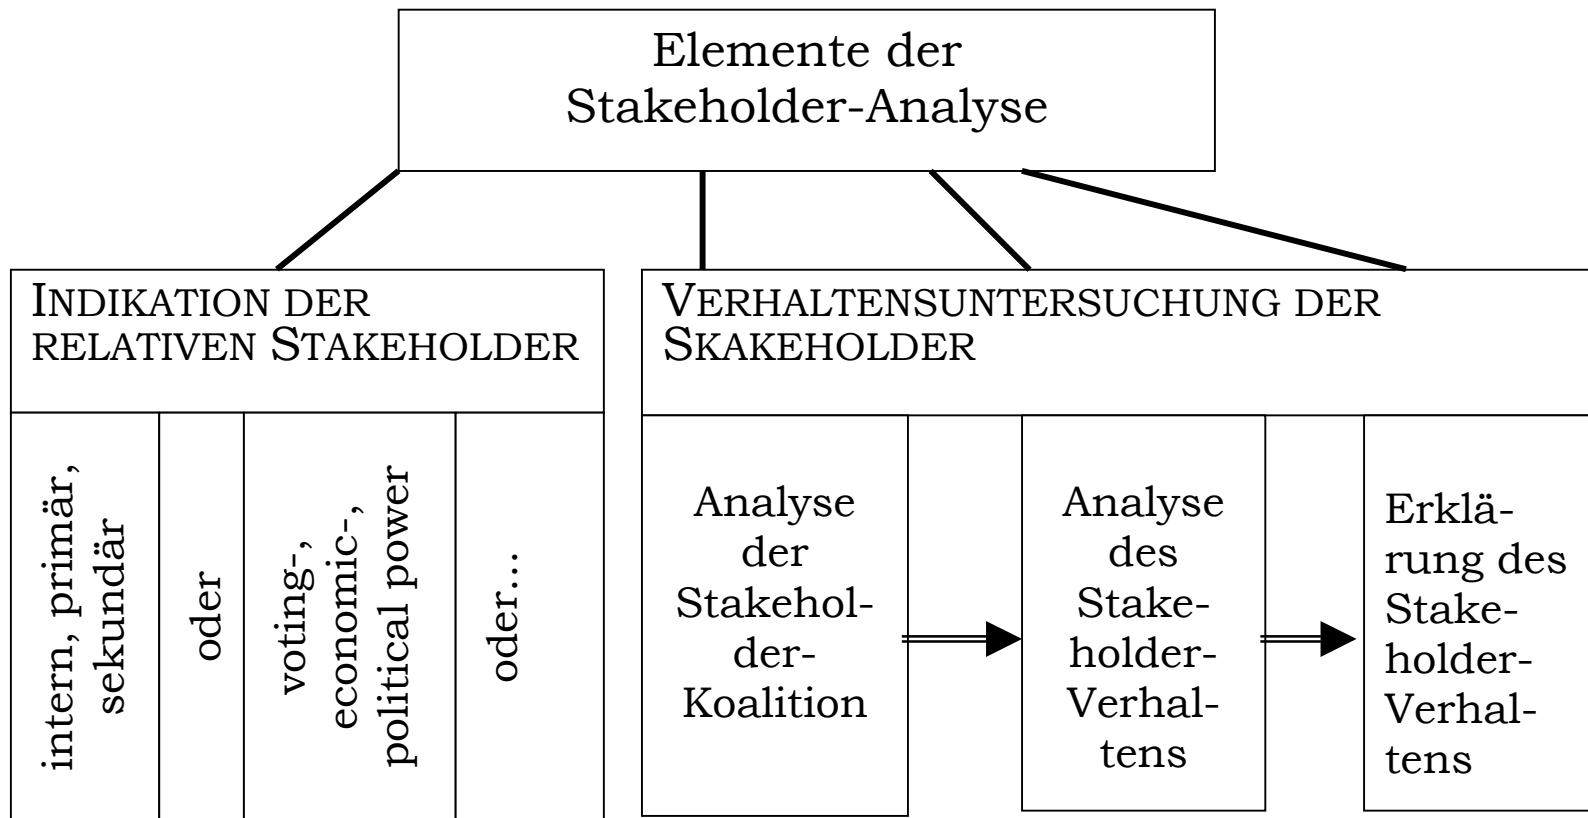 Elemente der
Stakeholder-Analyse
INDIKATION DER
RELATIVEN STAKEHOLDER
VERHALTENSUNTERSUCHUNG DER
SKAKEHOLDER
intern, primär,
sekundär
oder
voting-,
economic-,
political power
oder...
Analyse
der
Stakehol-
der-
Koalition
Analyse
des
Stake-
holder-
Verhal-
tens
Erklä-
rung des
Stake-
holder-
Verhal-
tens